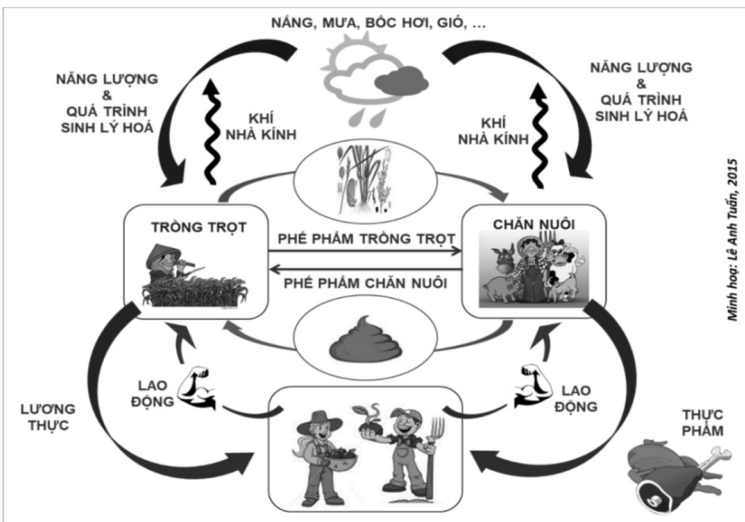 NẮNG, MƯA, BỐC HƠI, GIÓ, ...
NĂNG LƯỢNG
&
QUÁ TRÌNH
SINH LÝ HOÁ
KHÍ
NHÀ KÍNH
KHÍ
NHÀ KÍNH
NĂNG LƯỢNG
&
QUÁ TRÌNH
SINH LÝ HOÁ
TRỒNG TRỌT
PHẾ PHẨM TRỒNG TRỌT
PHẾ PHẨM CHĂN NUÔI
CHĂN NUÔI
LƯƠNG
THỰC
LAO
ĐỘNG
LAO
ĐỘNG
THỰC
PHẨM
Minh hoạ: Lê Anh Tuấn, 2015